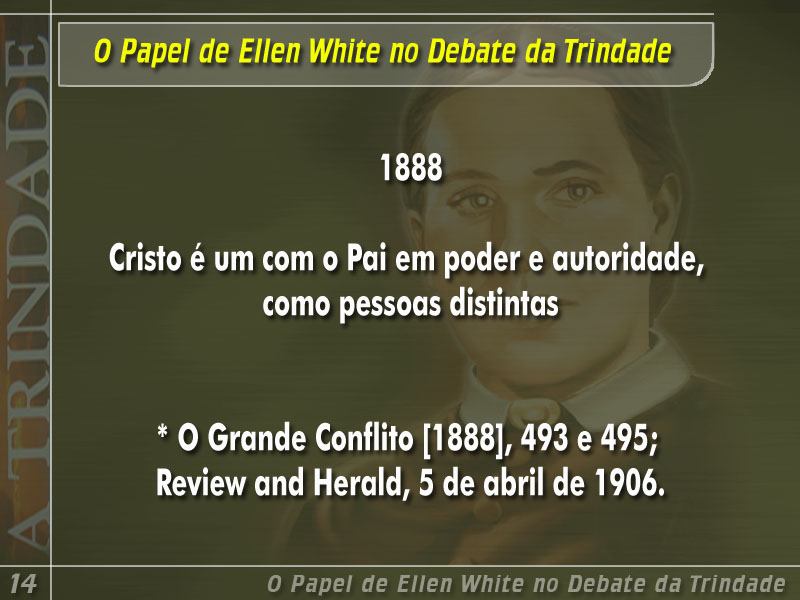 O Papel de Ellen White no Debate da Trindade
A TRINDADE
1888
Cristo é um com o Pai em poder e autoridade,
como pessoas distintas
* O Grande Conflito [1888], 493 e 495;
Review and Herald, 5 de abril de 1906.
14
O Papel de Ellen White no Debate da Trindade